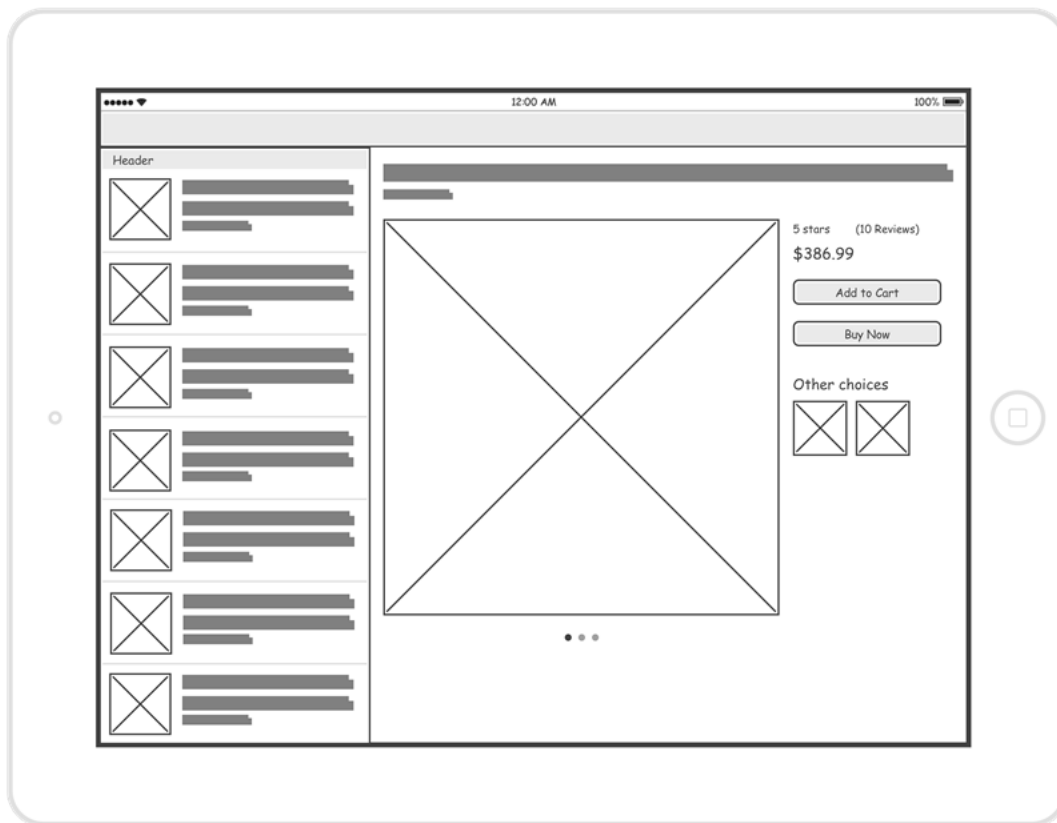 12:00 AM 100%
Header
5 stars (10 Reviews)
$386.99
Add to Cart
Buy Now
Other choices